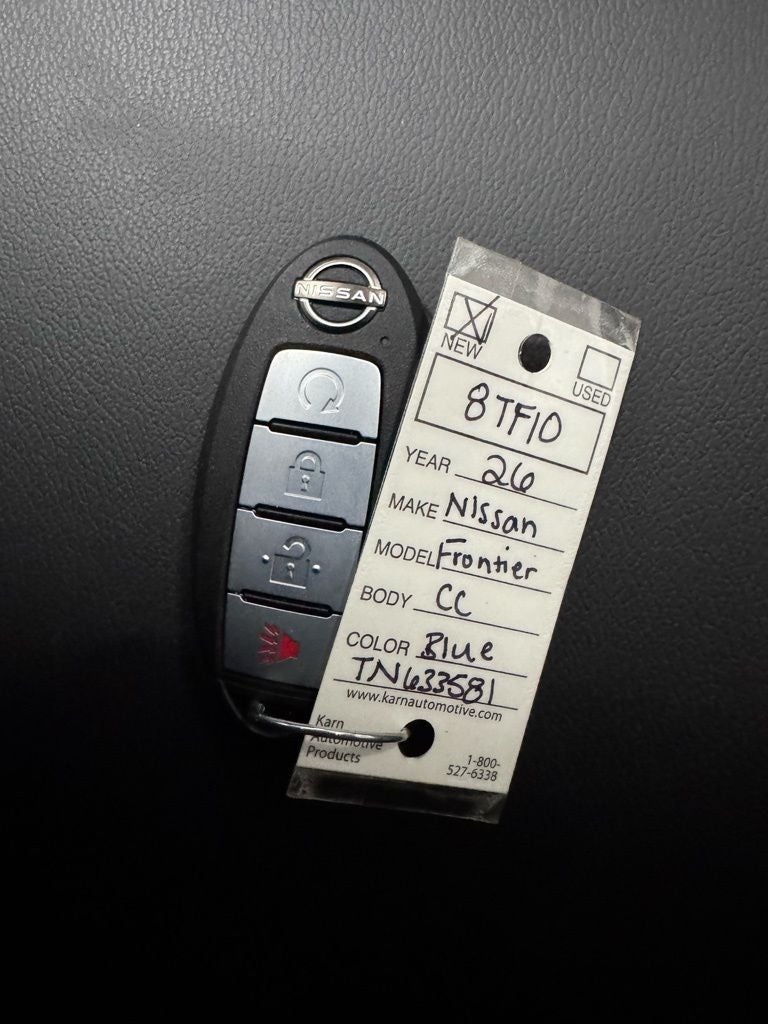 NISSAN
NEW
USED
8TF10
YEAR 26
MAKE Nissan
MODEL Frontier
BODY CC
COLOR Blue
TN633581
www.karnautomotive.com
Karn
Automotive
Products
1-800-
527-6338